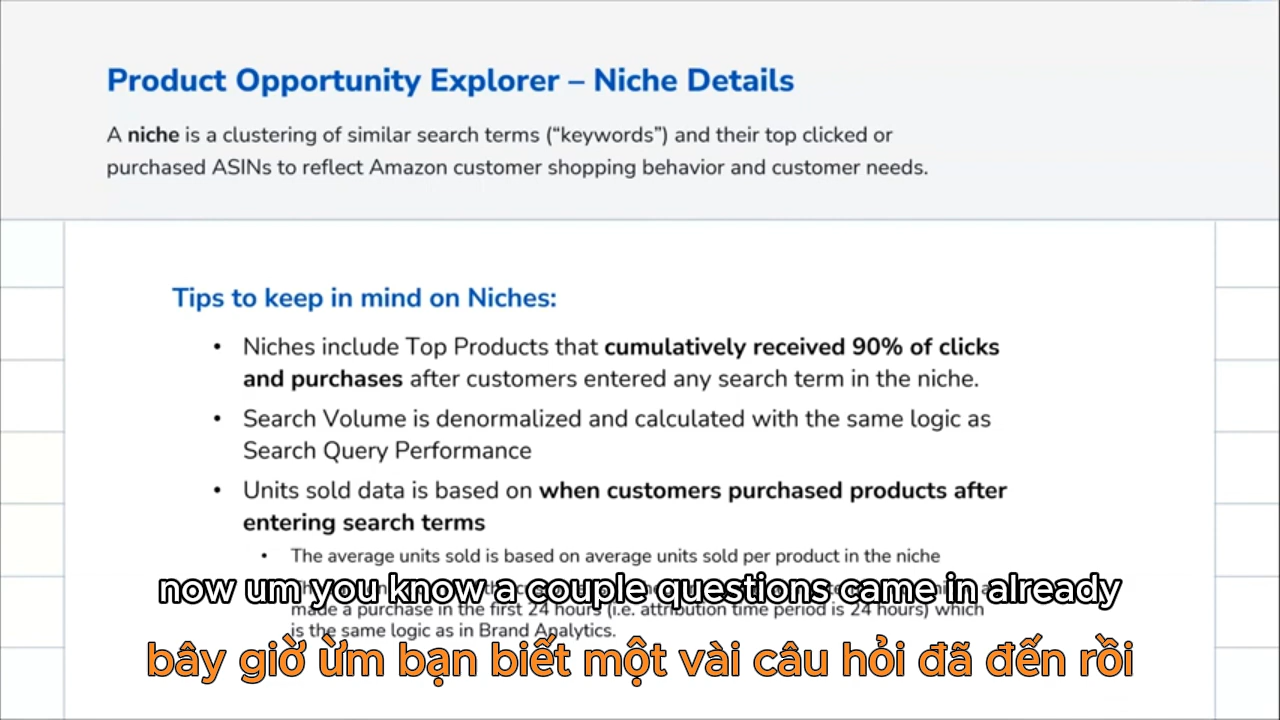 Product Opportunity Explorer – Niche Details
A niche is a clustering of similar search terms (“keywords”) and their top clicked or
purchased ASINs to reflect Amazon customer shopping behavior and customer needs.
Tips to keep in mind on Niches:
• Niches include Top Products that cumulatively received 90% of clicks
and purchases after customers entered any search term in the niche.
• Search Volume is denormalized and calculated with the same logic as
Search Query Performance
• Units sold data is based on when customers purchased products after
entering search terms
• The average units sold is based on average units sold per product in the niche
now um you know a couple questions came in already
made a purchase in the first 24 hours (i.e. attribution time period is 24 hours) which
is the same logic as in Brand Analytics.
bây giờ ừm bạn biết một vài câu hỏi đã đến rồi